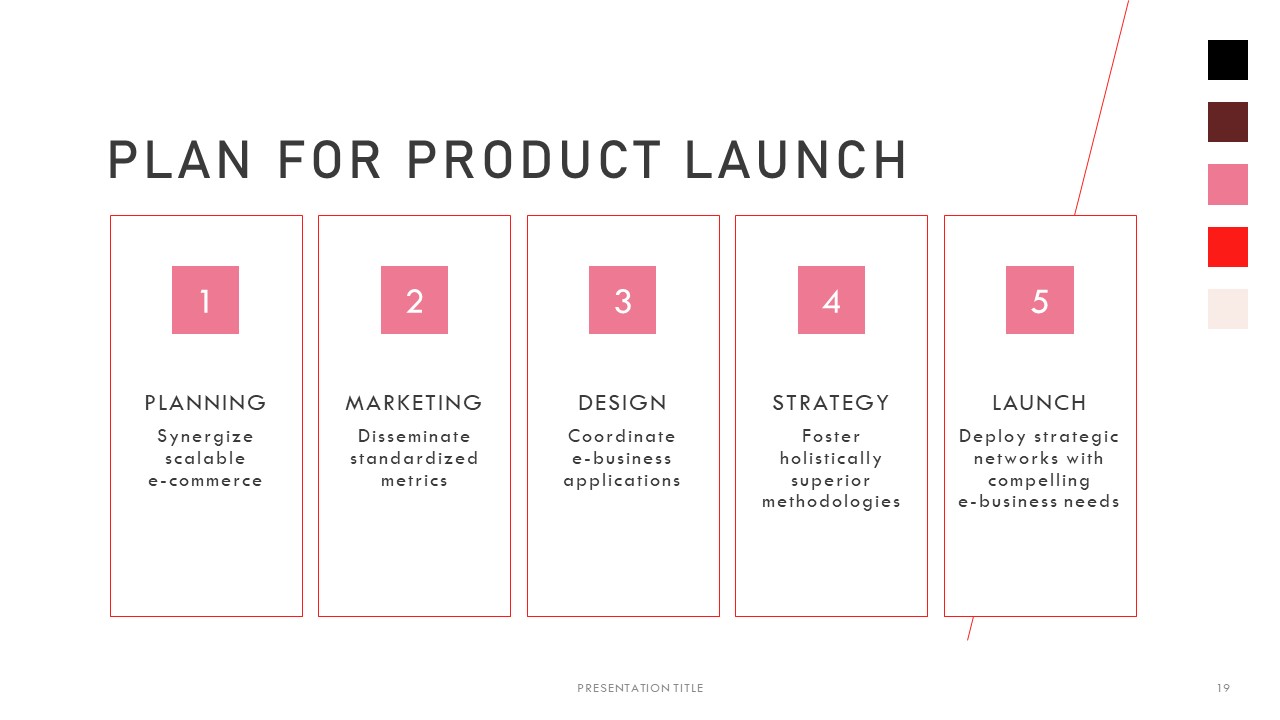 PLAN FOR PRODUCT LAUNCH
1
PLANNING
Synergize
scalable
e-commerce
2
MARKETING
Disseminate
standardized
metrics
3
DESIGN
Coordinate
e-business
applications
4
STRATEGY
Foster
holistically
superior
methodologies
5
LAUNCH
Deploy strategic
networks with
compelling
e-business needs
PRESENTATION TITLE
19